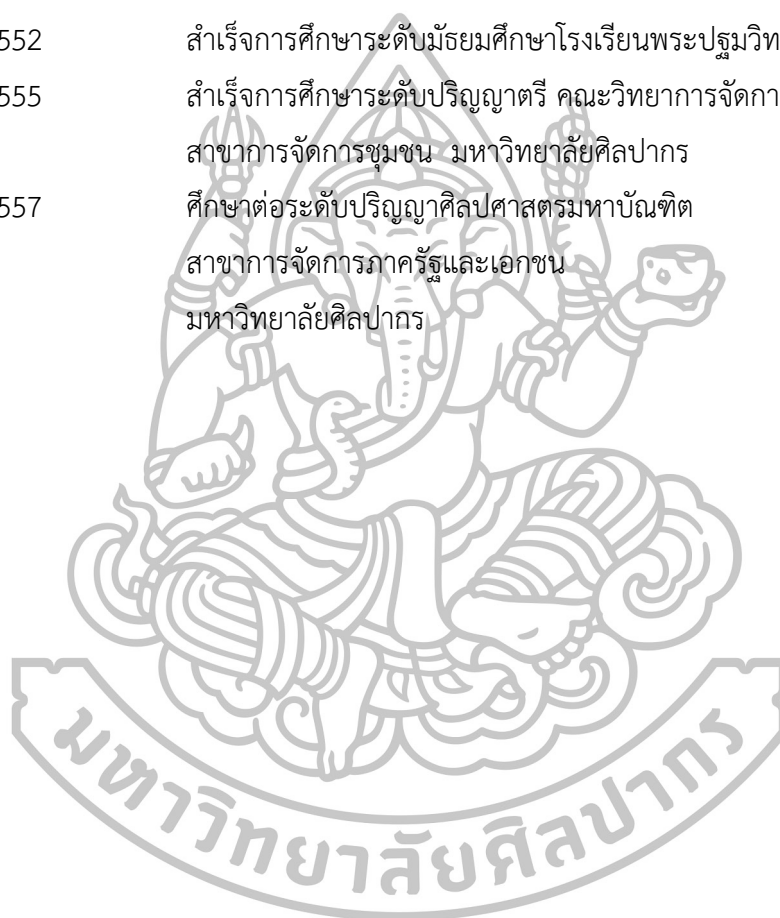 552 สำเร็จการศึกษาระดับมัธยมศึกษาโรงเรียนพระปฐมวิท
555 สำเร็จการศึกษาระดับปริญญาตรี คณะวิทยาการจัดกา
สาขาการจัดการชุมชน มหาวิทยาลัยศิลปากร
557 ศึกษาต่อระดับปริญญาศิลปศาสตรมหาบัณฑิต
สาขาการจัดการภาครัฐและเอกชน
มหาวิทยาลัยศิลปากร
มหาวิทยาลัยศิลปากร